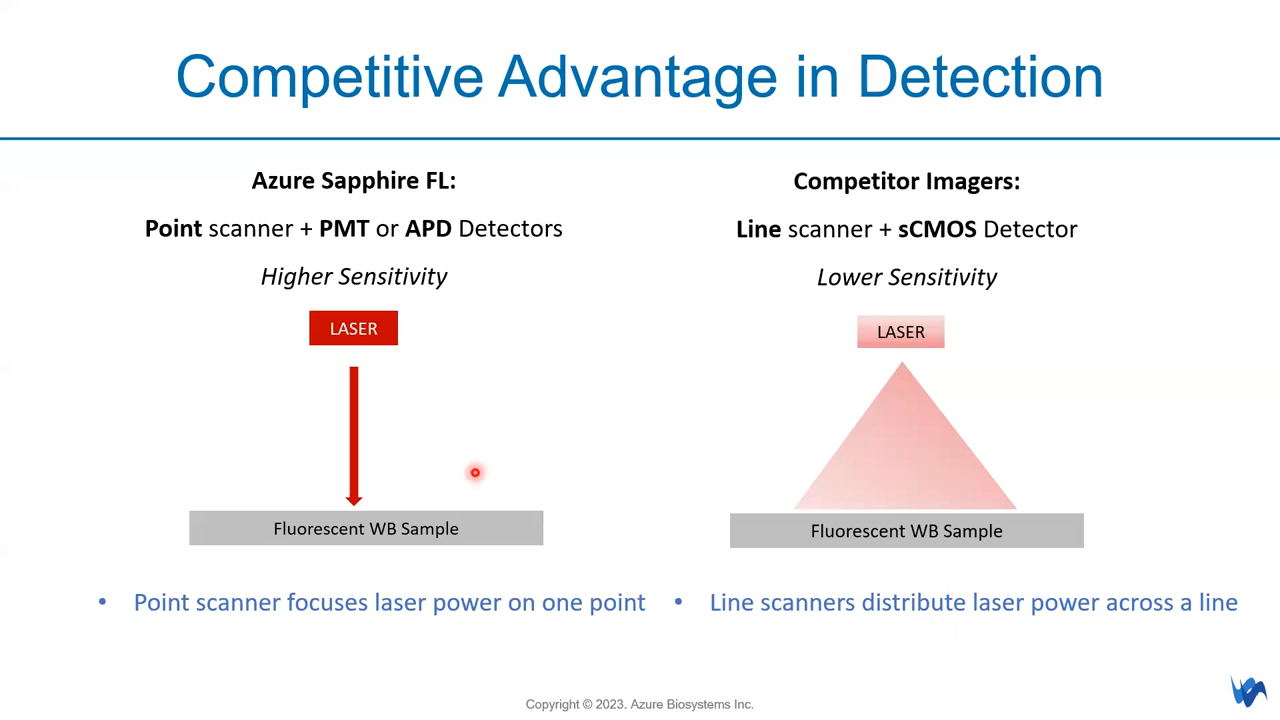 Competitive Advantage in Detection
Azure Sapphire FL:
Point scanner + PMT or APD Detectors
Higher Sensitivity
LASER
Fluorescent WB Sample
• Point scanner focuses laser power on one point
Competitor Imagers:
Line scanner + sCMOS Detector
Lower Sensitivity
LASER
Fluorescent WB Sample
• Line scanners distribute laser power across a line
Copyright © 2023. Azure Biosystems Inc.